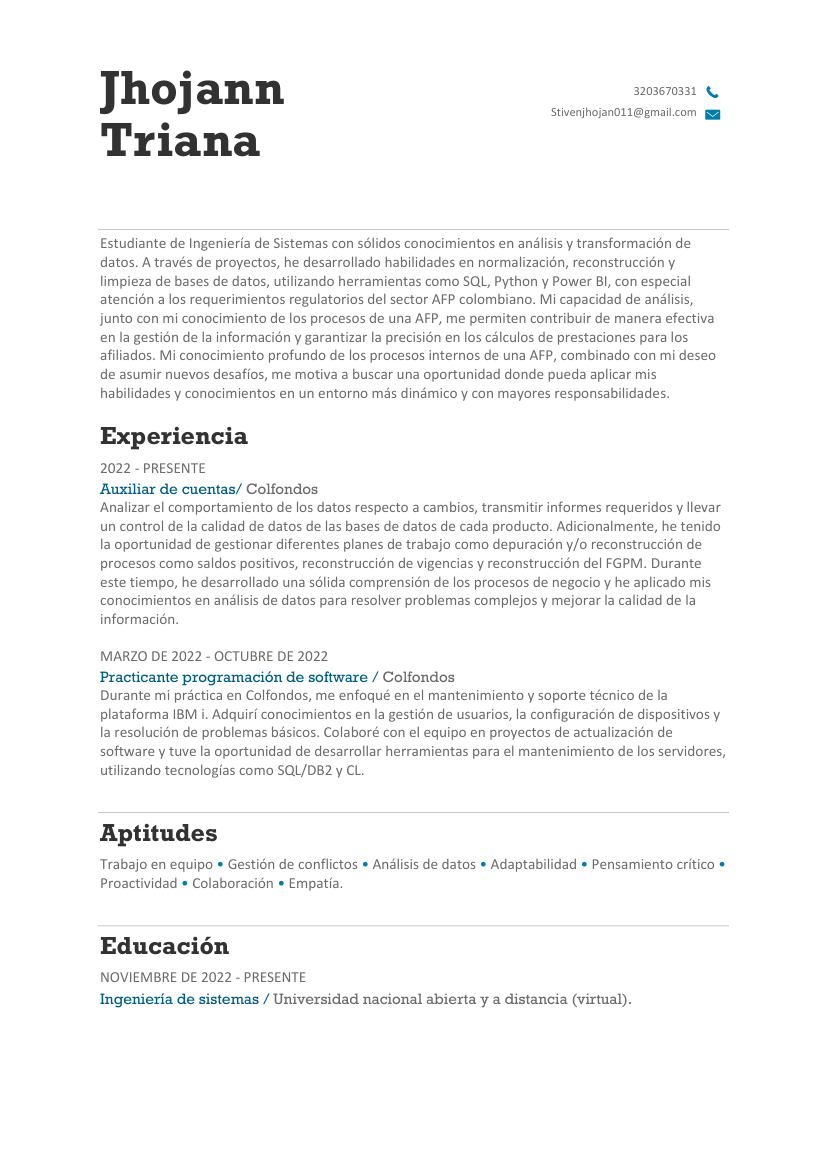 Jhojann
Triana
3203670331
Stivenjhojan011@gmail.com
Estudiante de Ingeniería de Sistemas con sólidos conocimientos en análisis y transformación de
datos. A través de proyectos, he desarrollado habilidades en normalización, reconstrucción y
limpieza de bases de datos, utilizando herramientas como SQL, Python y Power BI, con especial
atención a los requerimientos regulatorios del sector AFP colombiano. Mi capacidad de análisis,
junto con mi conocimiento de los procesos de una AFP, me permiten contribuir de manera efectiva
en la gestión de la información y garantizar la precisión en los cálculos de prestaciones para los
afiliados. Mi conocimiento profundo de los procesos internos de una AFP, combinado con mi deseo
de asumir nuevos desafíos, me motiva a buscar una oportunidad donde pueda aplicar mis
habilidades y conocimientos en un entorno más dinámico y con mayores responsabilidades.
Experiencia
2022 - PRESENTE
Auxiliar de cuentas/ Colfondos
Analizar el comportamiento de los datos respecto a cambios, transmitir informes requeridos y llevar
un control de la calidad de datos de las bases de datos de cada producto. Adicionalmente, he tenido
la oportunidad de gestionar diferentes planes de trabajo como depuración y/o reconstrucción de
procesos como saldos positivos, reconstrucción de vigencias y reconstrucción del FGPM. Durante
este tiempo, he desarrollado una sólida comprensión de los procesos de negocio y he aplicado mis
conocimientos en análisis de datos para resolver problemas complejos y mejorar la calidad de la
información.
MARZO DE 2022 - OCTUBRE DE 2022
Practicante programación de software / Colfondos
Durante mi práctica en Colfondos, me enfoqué en el mantenimiento y soporte técnico de la
plataforma IBM i. Adquirí conocimientos en la gestión de usuarios, la configuración de dispositivos y
la resolución de problemas básicos. Colaboré con el equipo en proyectos de actualización de
software y tuve la oportunidad de desarrollar herramientas para el mantenimiento de los servidores,
utilizando tecnologías como SQL/DB2 y CL.
Aptitudes
Trabajo en equipo • Gestión de conflictos • Análisis de datos • Adaptabilidad • Pensamiento crítico •
Proactividad • Colaboración • Empatía.
Educación
NOVIEMBRE DE 2022 - PRESENTE
Ingeniería de sistemas / Universidad nacional abierta y a distancia (virtual).